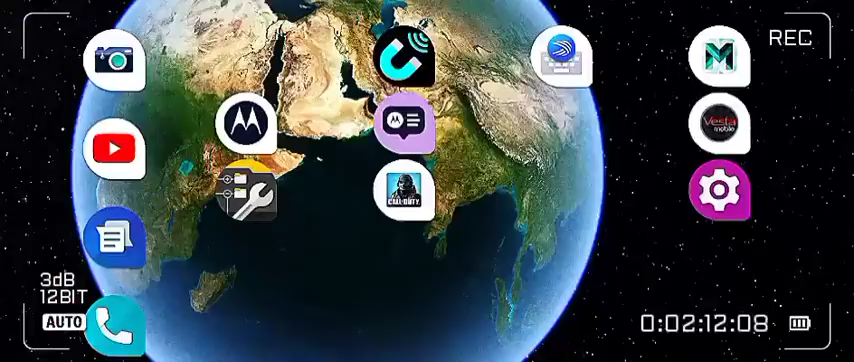 REC
Vesta
mobile
CALL·DUTY
3dB
12BIT
AUTO
0:02:12:08